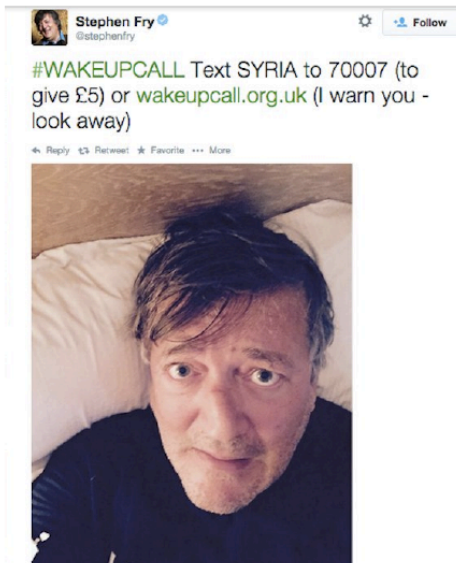 Stephen Fry
@stephenfry
Follow
#WAKEUPCALL Text SYRIA to 70007 (to
give £5) or wakeupcall.org.uk (I warn you -
look away)
Reply Retweet Favorite More